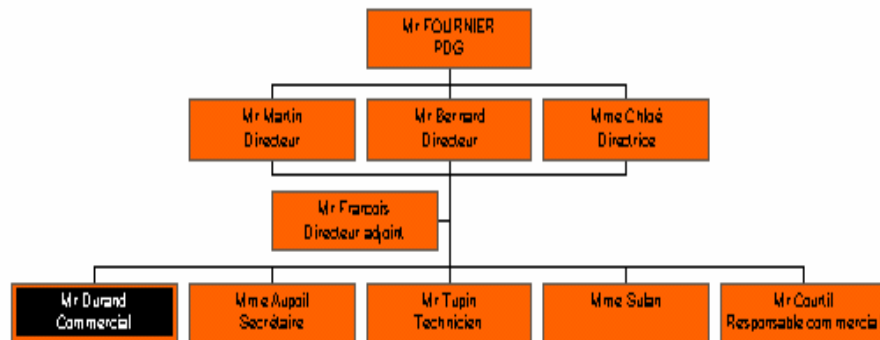 Mr FOURNIER
PDG
Mr Martin
Directeur
Mr Bernard
Directeur
Mme Chloé
Directrice
Mr Francois
Directeur adjoint
Mr Durand
Commercial
Mme Aupail
Secrétaire
Mr Tupin
Technicien
Mme Sulan
Mr Courtil
Responsable commercia